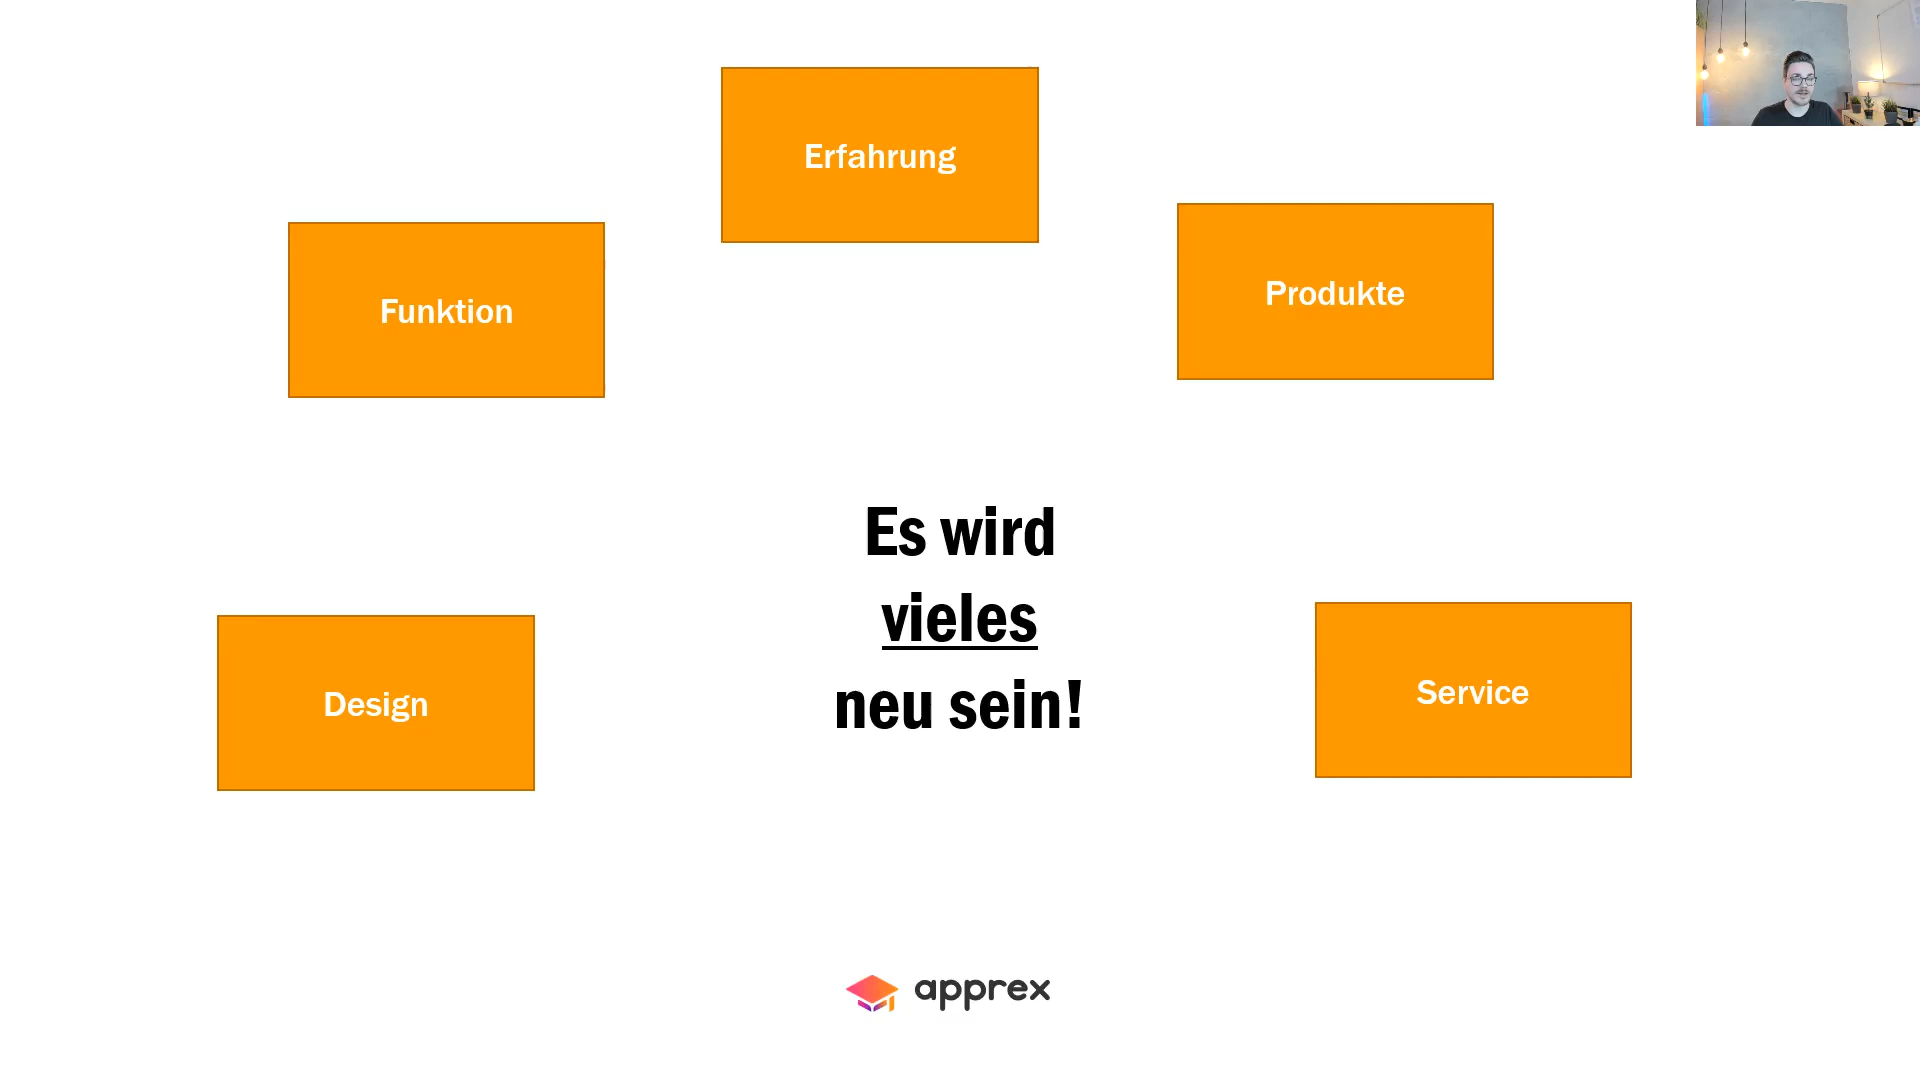 Erfahrung
Produkte
Funktion
Es wird
vieles
neu sein!
Design
Service
apprex